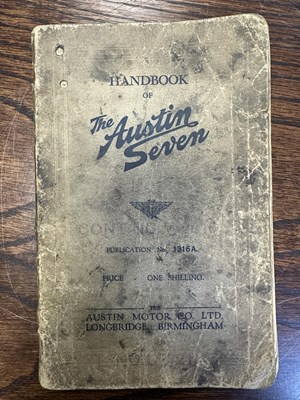 HANDBOOK
OF
The Austin
Seven
PUBLICATION No. 1316A.
PRICE - ONE SHILLING.
THE
AUSTIN MOTOR CO. LTD.
LONGBRIDGE BIRMINGHAM